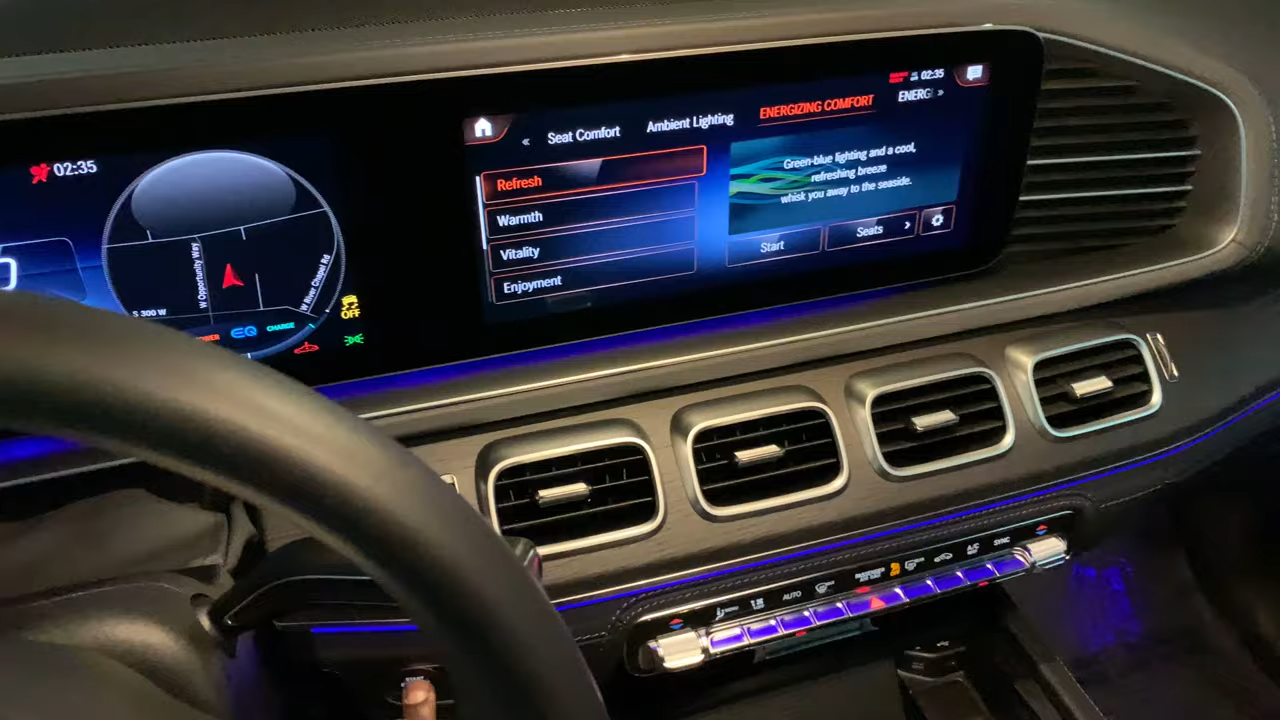 02:35
W Opportunity Way
W River Chapel Rd
S 300 W
EQ
CHARGE
OFF
02:35
Seat Comfort
Ambient Lighting
ENERGIZING COMFORT
ENERGI
Refresh
Warmth
Vitality
Enjoyment
Green-blue lighting and a cool,
refreshing breeze
whisk you away to the seaside.
Start
Seats
AUTO
A/C
SYNC
START